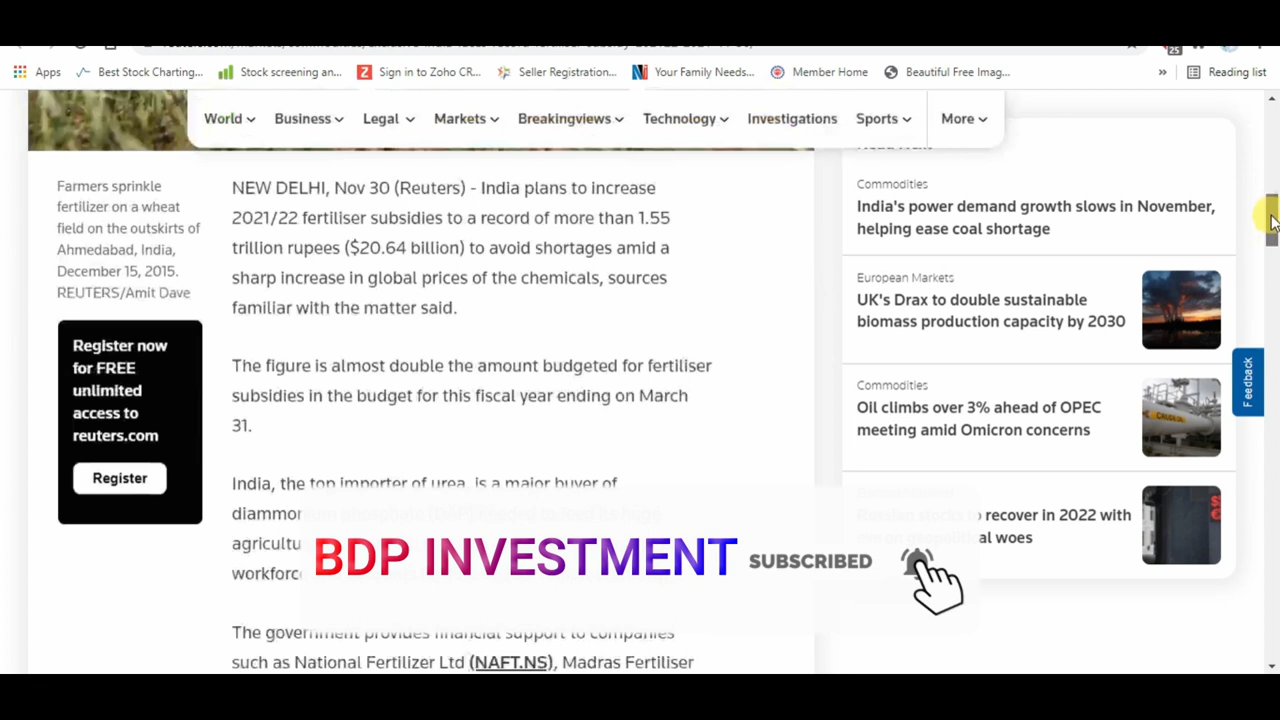 25
Apps
Best Stock Charting...
Stock screening an...
Sign in to Zoho CR...
Seller Registration...
Your Family Needs...
Member Home
Beautiful Free Imag...
»
Reading list
World
Business
Legal
Markets
Breakingviews
Technology
Investigations
Sports
More
Farmers sprinkle
fertilizer on a wheat
field on the outskirts of
Ahmedabad, India,
December 15, 2015.
REUTERS/Amit Dave
Register now
for FREE
unlimited
access to
reuters.com
Register
NEW DELHI, Nov 30 (Reuters) - India plans to increase
2021/22 fertiliser subsidies to a record of more than 1.55
trillion rupees ($20.64 billion) to avoid shortages amid a
sharp increase in global prices of the chemicals, sources
familiar with the matter said.
The figure is almost double the amount budgeted for fertiliser
subsidies in the budget for this fiscal year ending on March
31.
India, the top importer of urea, is a major buyer of
diammon
agricultu
workforc
The government provides financial support to companies
such as National Fertilizer Ltd (NAFT.NS), Madras Fertiliser
Commodities
India's power demand growth slows in November,
helping ease coal shortage
European Markets
UK's Drax to double sustainable
biomass production capacity by 2030
Commodities
Oil climbs over 3% ahead of OPEC
meeting amid Omicron concerns
Russian stocks to recover in 2022 with
al woes
Feedback
BDP INVESTMENT
SUBSCRIBED